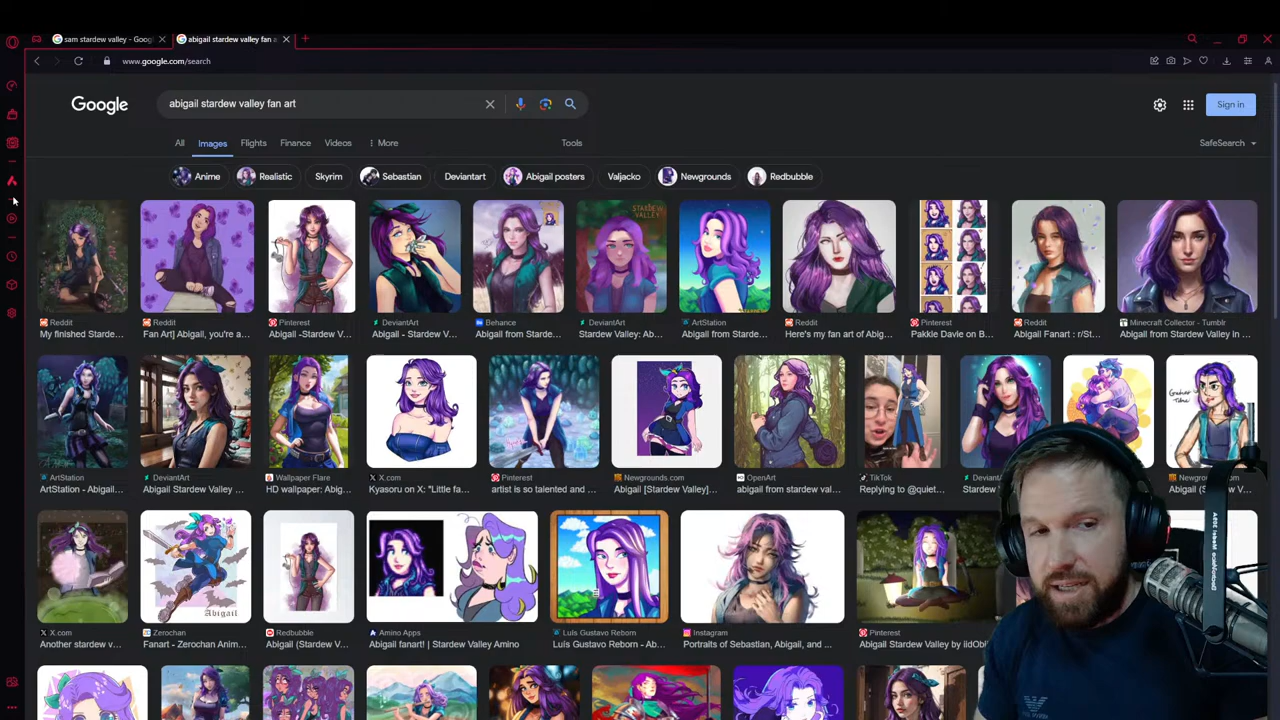 sam stardew valley - Goog
abigail stardew valley fan a
www.google.com/search
Google
abigail stardew valley fan art
Sign in
All
Images
Flights
Finance
Videos
More
Tools
SafeSearch
Anime
Realistic
Skyrim
Sebastian
Deviantart
Abigail posters
Valjacko
Newgrounds
Redbubble
STARDEW VALLEY
Reddit
Reddit
Pinterest
DeviantArt
Behance
DeviantArt
ArtStation
Reddit
Pinterest
Reddit
Minecraft Collector - Tumblr
My finished Starde...
Fan Art] Abigail, you're a...
Abigail -Stardew V...
Abigail - Stardew V...
Abigail from Starde...
Stardew Valley: Ab...
Abigail from Starde...
Here's my fan art of Abig...
Pakkie Davie on B...
Abigail Fanart : r/St...
Abigail from Stardew Valley In ...
ArtStation
DeviantArt
Wallpaper Flare
X.com
Pinterest
Newgrounds.com
OpenArt
TikTok
ArtStation - Abigail...
Abigail Stardew Valley ...
HD wallpaper: Abig...
Kyasoru on X: "Little fa...
artist is so talented and ...
Abigail [Stardew Valley]...
abigail from stardew val...
Replying to @quiet...
Abigail
X.com
Zerochan
Redbubble
Amino Apps
Luís Gustavo Reborn
Instagram
Pinterest
Another stardew v...
Fanart - Zerochan Anim...
Abigail (Stardew V...
Abigail fanart! | Stardew Valley Amino
Luís Gustavo Reborn - Ab...
Portraits of Sebastian, Abigail, and ...